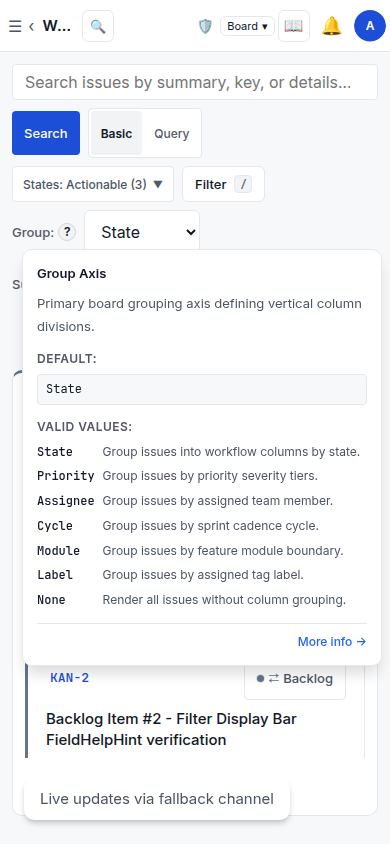 ☰ ‹ W... 🔍 🛡️ Board ▾ 📖 🔔 A
Search issues by summary, key, or details...
Search Basic Query
States: Actionable (3) ▼ Filter /
Group: ? State
Group Axis
Primary board grouping axis defining vertical column
divisions.
DEFAULT:
State
VALID VALUES:
State Group issues into workflow columns by state.
Priority Group issues by priority severity tiers.
Assignee Group issues by assigned team member.
Cycle Group issues by sprint cadence cycle.
Module Group issues by feature module boundary.
Label Group issues by assigned tag label.
None Render all issues without column grouping.
More info →
KAN-2 ● ⇄ Backlog
Backlog Item #2 - Filter Display Bar
FieldHelpHint verification
Live updates via fallback channel